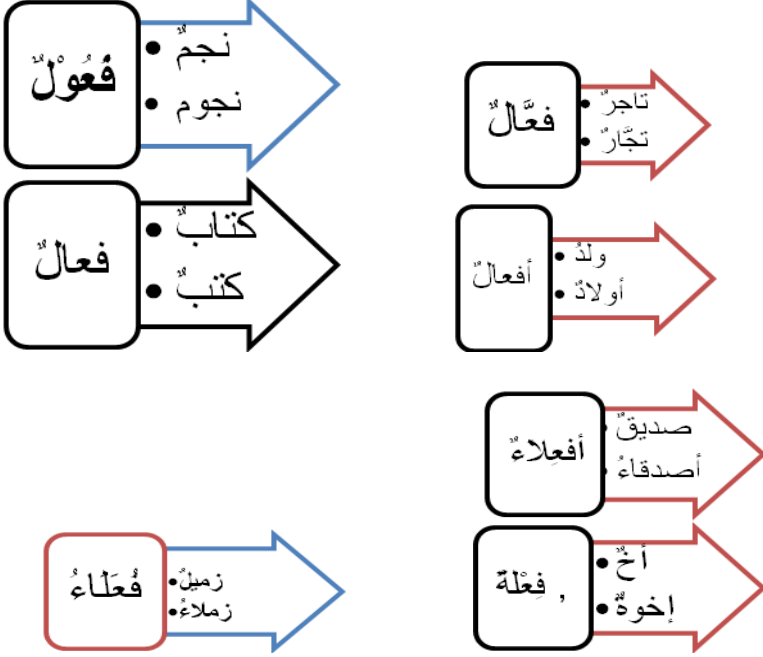 فُعُوْلٌ
نجمٌ
نجوم
فعَّالٌ
تاجرٌ
تجَّارٌ
فعالٌ
كتابٌ
كتبٌ
أفعالٌ
ولدٌ
أولادٌ
أفعِلاءٌ
صديقٌ
أصدقاءُ
فُعَلَاءُ
زميلٌ
زملاءُ
, فِعْلةٌ
أخٌ
إخوةٌ